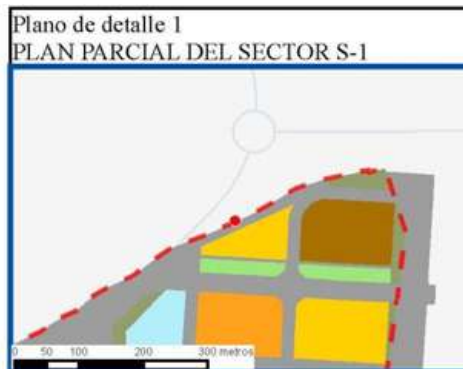 Plano de detalle 1
PLAN PARCIAL DEL SECTOR S-1
0 50 100 200 300 metros